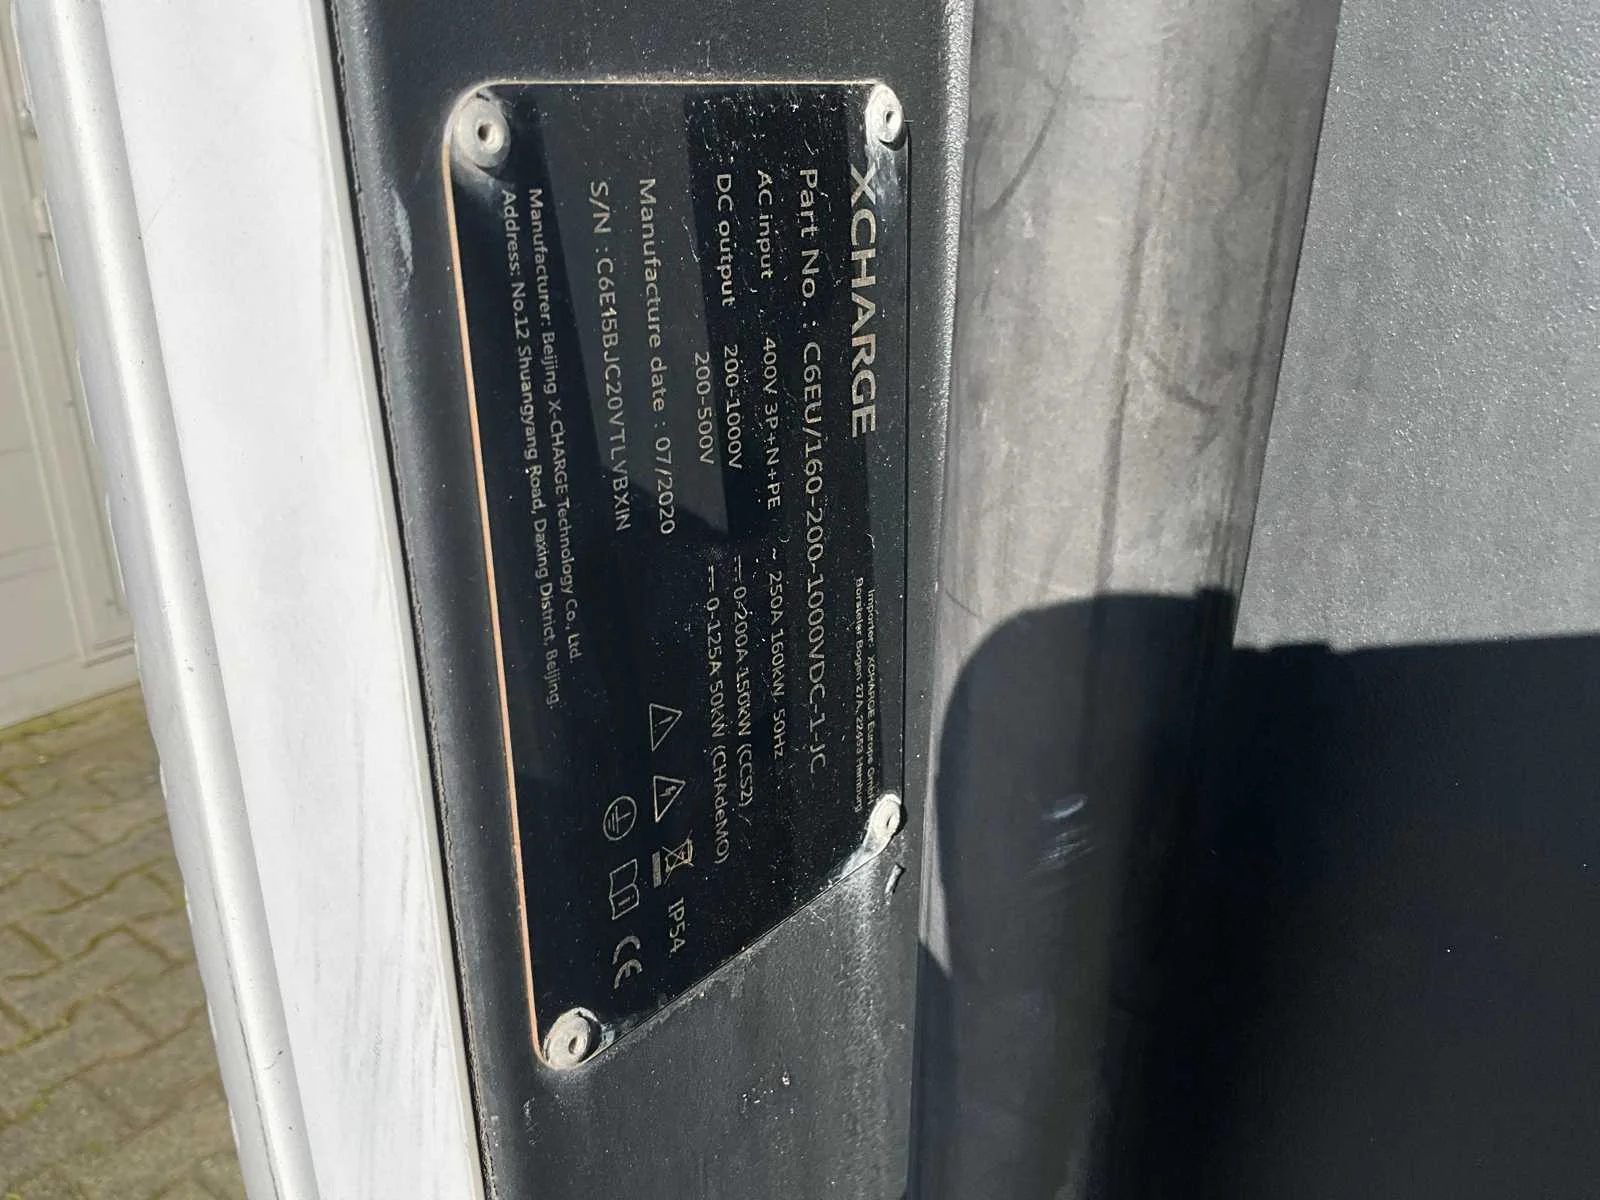 XCHARGE
Importer: XCHARGE Europe GmbH
Borsteler Bogen 27A, 22453 Hamburg
Part No. : C6EU/160-200-1000VDC-1-JC
AC input 400V 3P+N+PE ~ 250A 160kW 50Hz
DC output 200-1000V ⎓ 0-200A 150kW (CCS2)
200-500V ⎓ 0-125A 50kW (CHAdeMO)
Manufacture date : 07/2020
S/N : C6E15BJC20VTLVBXIN
IP54
CE
Manufacturer: Beijing X-CHARGE Technology Co., Ltd.
Address: No.12 Shuangyang Road, Daxing District, Beijing.